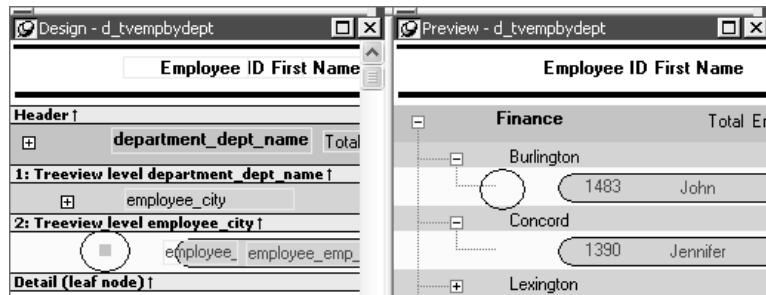 Design - d_tvempbydept
Employee ID First Name
Header ↑
department_dept_name Total
1: Treeview level department_dept_name ↑
employee_city
2: Treeview level employee_city ↑
employee_ employee_emp_
Detail (leaf node) ↑
Preview - d_tvempbydept
Employee ID First Name
Finance Total Em
Burlington
1483 John
Concord
1390 Jennifer
Lexington